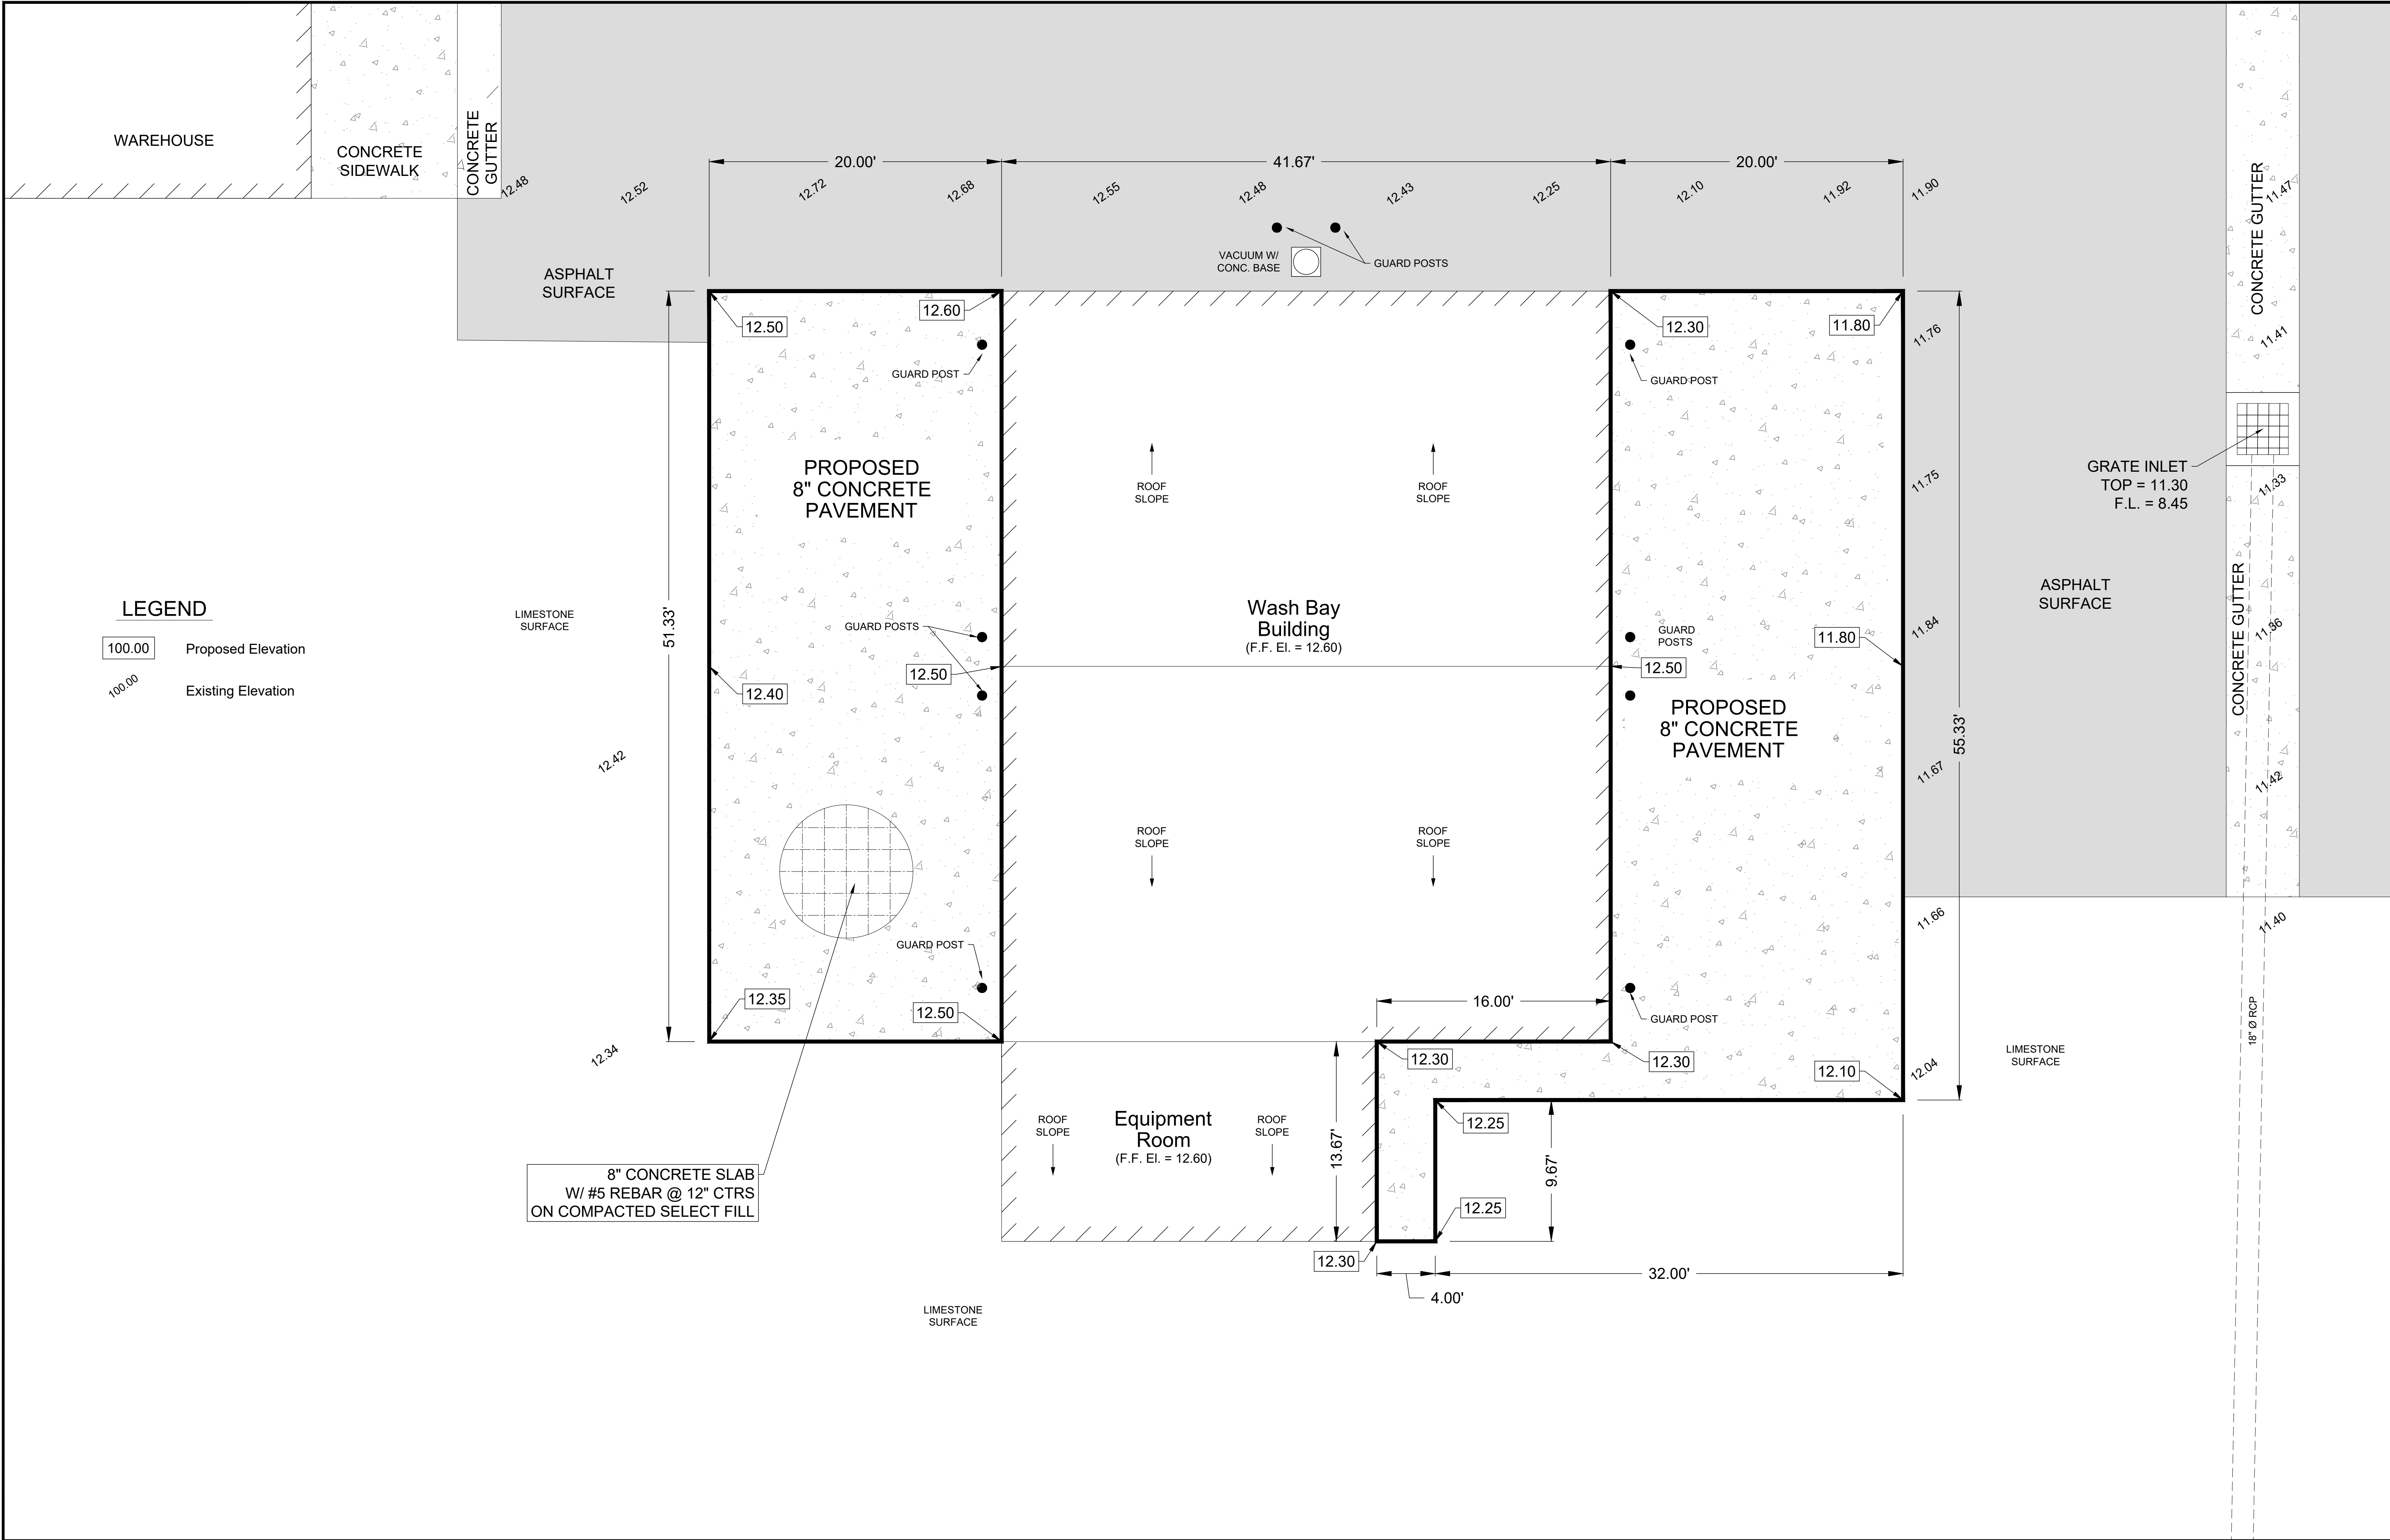 WAREHOUSE
CONCRETE
SIDEWALK
CONCRETE
GUTTER
20.00'
41.67'
20.00'
12.48
12.52
12.72
12.68
12.55
12.48
12.43
12.25
12.10
11.92
11.90
11.47
CONCRETE GUTTER
VACUUM W/
CONC. BASE
GUARD POSTS
ASPHALT
SURFACE
12.50
12.60
12.30
11.80
11.76
11.41
GUARD POST
GUARD POST
PROPOSED
8" CONCRETE
PAVEMENT
ROOF
SLOPE
ROOF
SLOPE
11.75
GRATE INLET
TOP = 11.30
F.L. = 8.45
11.33
LEGEND
100.00
Proposed Elevation
100.00
Existing Elevation
LIMESTONE
SURFACE
51.33'
GUARD POSTS
12.50
12.40
Wash Bay
Building
(F.F. El. = 12.60)
GUARD
POSTS
11.80
12.50
11.84
ASPHALT
SURFACE
11.36
CONCRETE GUTTER
PROPOSED
8" CONCRETE
PAVEMENT
55.33'
12.42
11.67
11.42
ROOF
SLOPE
ROOF
SLOPE
GUARD POST
11.66
11.40
12.35
12.50
16.00'
GUARD POST
18" Ø RCP
12.34
12.30
12.30
12.10
12.04
LIMESTONE
SURFACE
ROOF
SLOPE
Equipment
Room
(F.F. El. = 12.60)
ROOF
SLOPE
13.67'
12.25
9.67'
8" CONCRETE SLAB
W/ #5 REBAR @ 12" CTRS
ON COMPACTED SELECT FILL
12.25
12.30
32.00'
4.00'
LIMESTONE
SURFACE